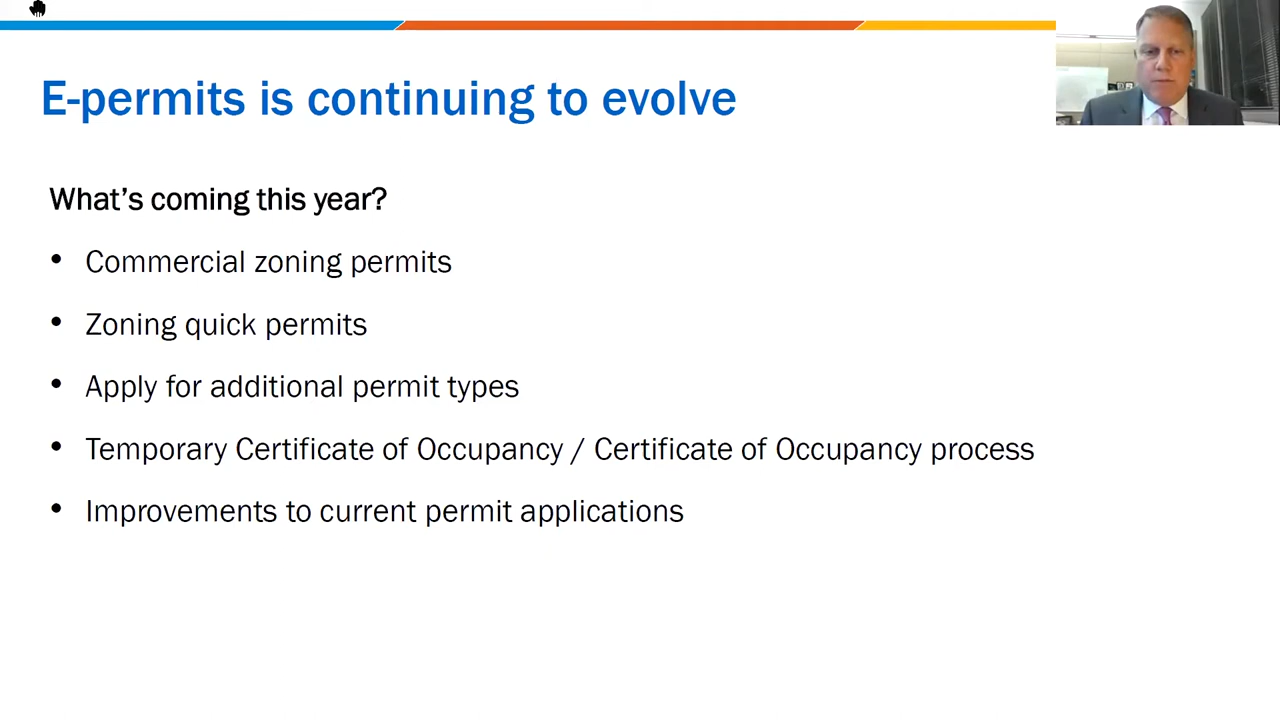 E-permits is continuing to evolve
What’s coming this year?
• Commercial zoning permits
• Zoning quick permits
• Apply for additional permit types
• Temporary Certificate of Occupancy / Certificate of Occupancy process
• Improvements to current permit applications